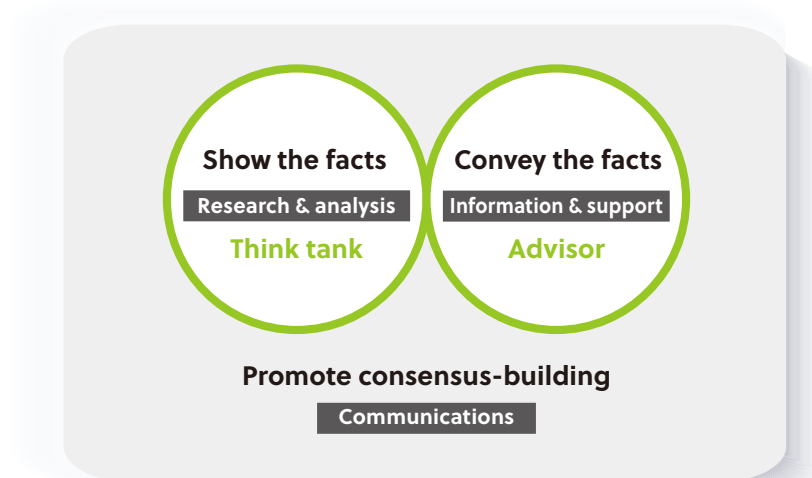 Show the facts
Research & analysis
Think tank
Convey the facts
Information & support
Advisor
Promote consensus-building
Communications